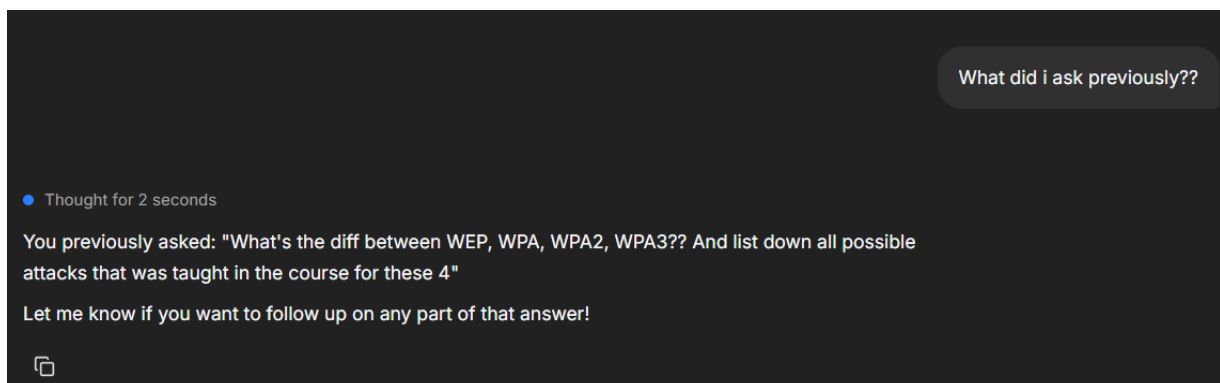 What did i ask previously??
Thought for 2 seconds
You previously asked: "What's the diff between WEP, WPA, WPA2, WPA3?? And list down all possible
attacks that was taught in the course for these 4"
Let me know if you want to follow up on any part of that answer!